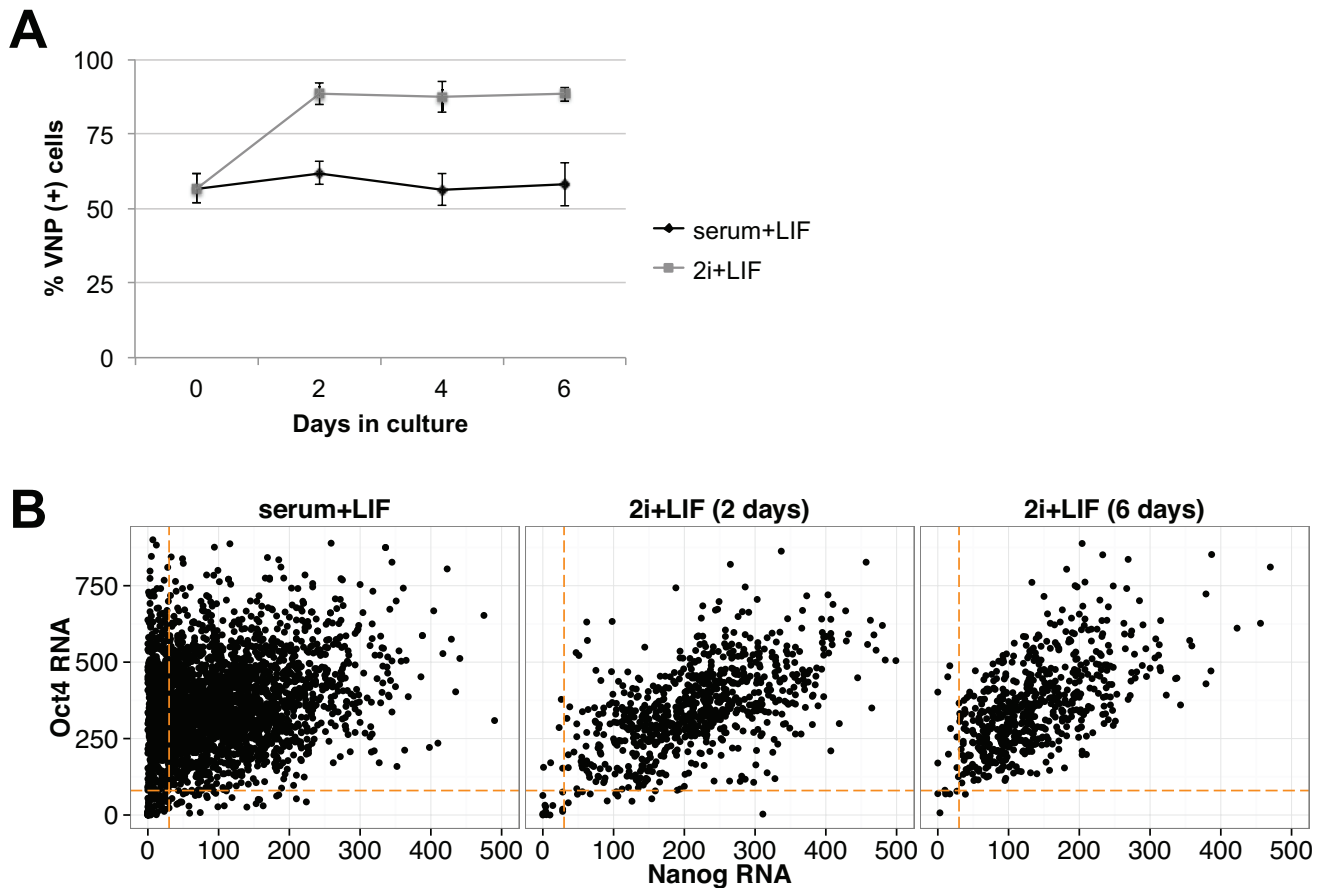 A
100
75
50
25
0
% VNP (+) cells
0 2 4 6
Days in culture
serum+LIF
2i+LIF
B
serum+LIF 2i+LIF (2 days) 2i+LIF (6 days)
750
500
250
0
Oct4 RNA
0 100 200 300 400 500 0 100 200 300 400 500 0 100 200 300 400 500
Nanog RNA